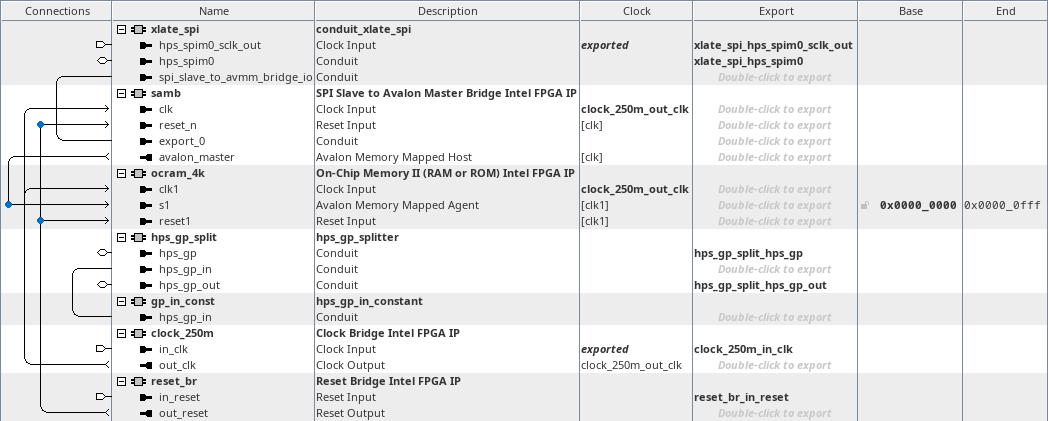 Connections Name Description Clock Export Base End
xlate_spi conduit_xlate_spi
hps_spim0_sclk_out Clock Input exported xlate_spi_hps_spim0_sclk_out
hps_spim0 Conduit xlate_spi_hps_spim0
spi_slave_to_avmm_bridge_io Conduit Double-click to export
samb SPI Slave to Avalon Master Bridge Intel FPGA IP
clk Clock Input clock_250m_out_clk Double-click to export
reset_n Reset Input [clk] Double-click to export
export_0 Conduit Double-click to export
avalon_master Avalon Memory Mapped Host [clk] Double-click to export
ocram_4k On-Chip Memory II (RAM or ROM) Intel FPGA IP
clk1 Clock Input clock_250m_out_clk Double-click to export
s1 Avalon Memory Mapped Agent [clk1] Double-click to export 0x0000_0000 0x0000_0fff
reset1 Reset Input [clk1] Double-click to export
hps_gp_split hps_gp_splitter
hps_gp Conduit hps_gp_split_hps_gp
hps_gp_in Conduit Double-click to export
hps_gp_out Conduit hps_gp_split_hps_gp_out
gp_in_const hps_gp_in_constant
hps_gp_in Conduit Double-click to export
clock_250m Clock Bridge Intel FPGA IP
in_clk Clock Input exported clock_250m_in_clk
out_clk Clock Output clock_250m_out_clk Double-click to export
reset_br Reset Bridge Intel FPGA IP
in_reset Reset Input reset_br_in_reset
out_reset Reset Output Double-click to export